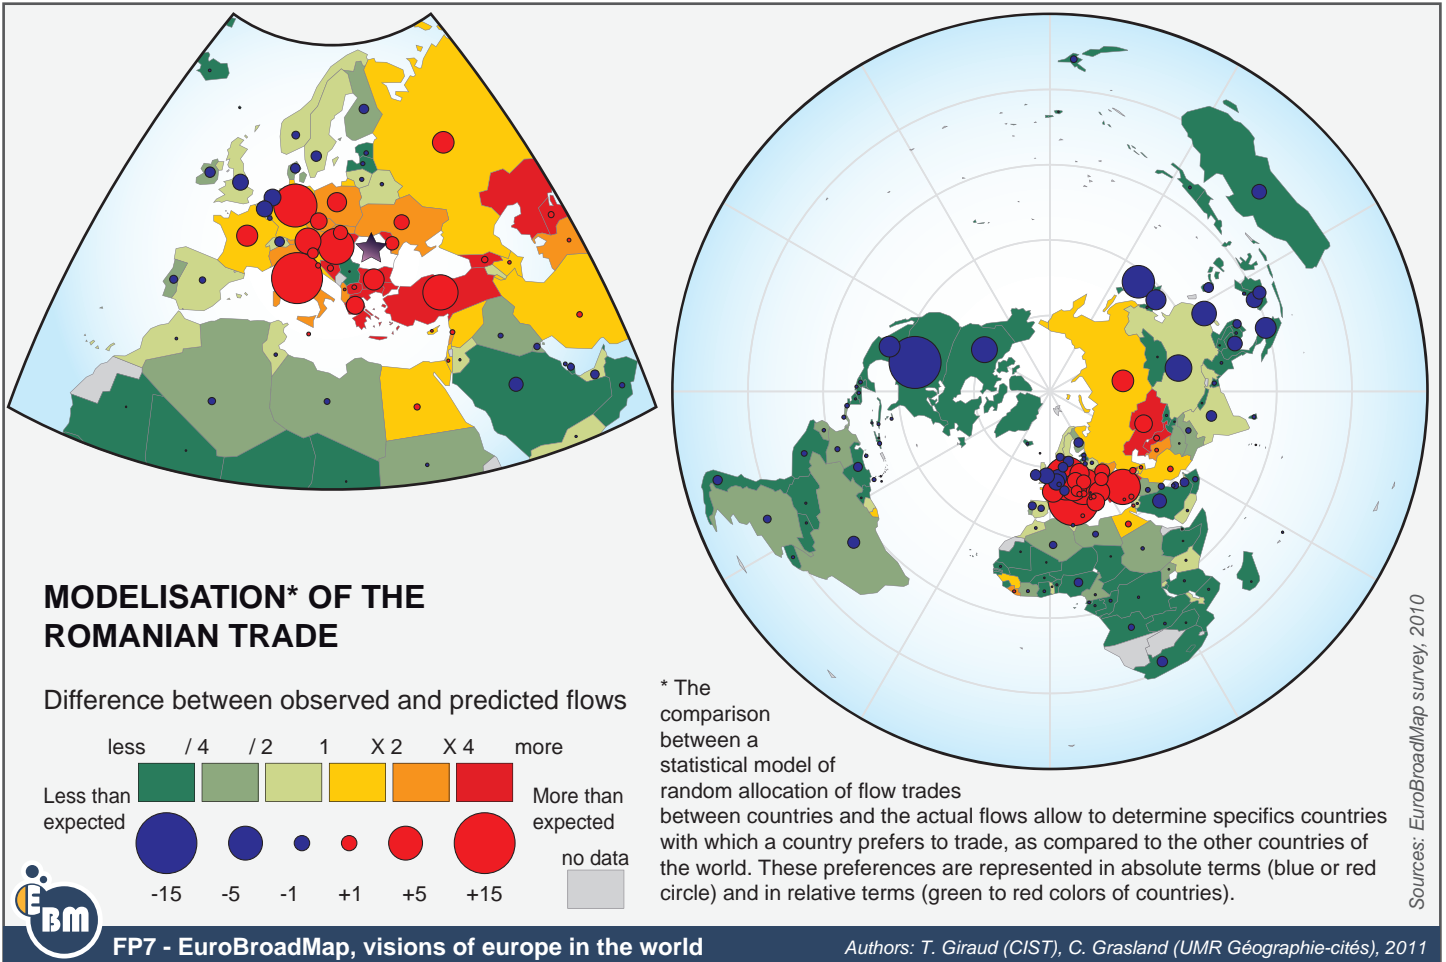 MODELISATION* OF THE
ROMANIAN TRADE
Difference between observed and predicted flows
less / 4 / 2 1 X 2 X 4 more
Less than
expected
More than
expected
-15 -5 -1 +1 +5 +15
no data
* The
comparison
between a
statistical model of
random allocation of flow trades
between countries and the actual flows allow to determine specifics countries
with which a country prefers to trade, as compared to the other countries of
the world. These preferences are represented in absolute terms (blue or red
circle) and in relative terms (green to red colors of countries).
Sources: EuroBroadMap survey, 2010
EBM
FP7 - EuroBroadMap, visions of europe in the world
Authors: T. Giraud (CIST), C. Grasland (UMR Géographie-cités), 2011